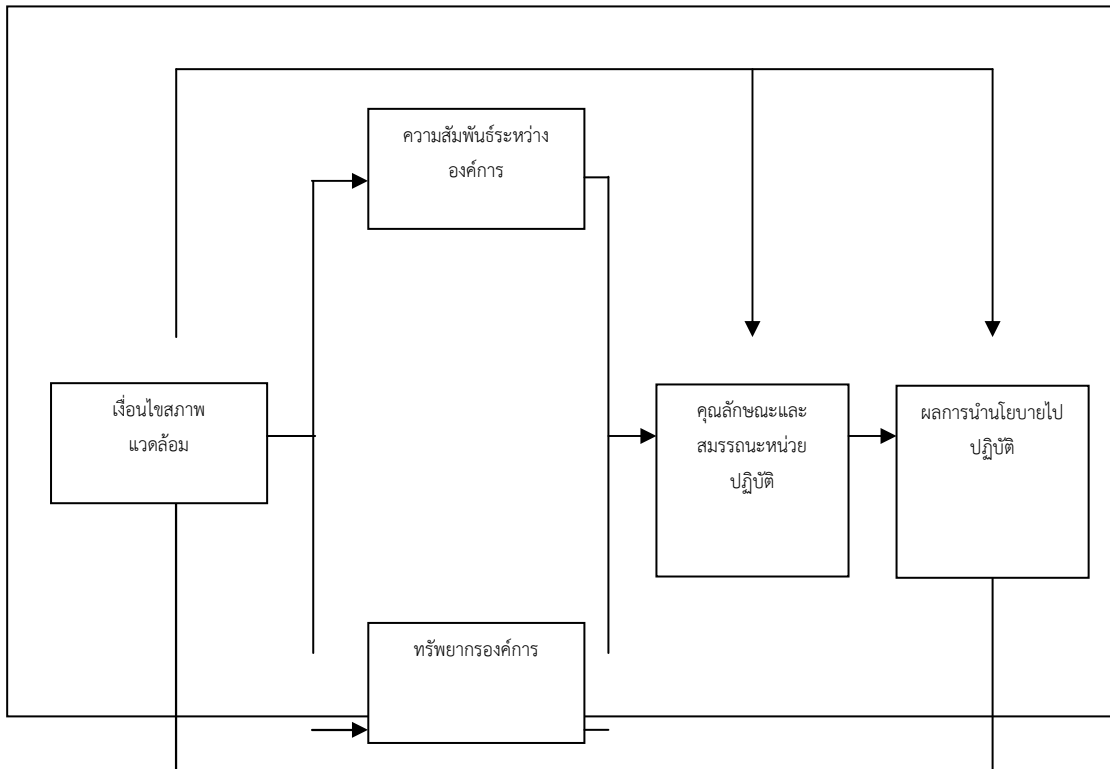 ความสัมพันธ์ระหว่าง
องค์การ
เงื่อนไขสภาพ
แวดล้อม
คุณลักษณะและ
สมรรถนะหน่วย
ปฏิบัติ
ผลการนำนโยบายไป
ปฏิบัติ
ทรัพยากรองค์การ